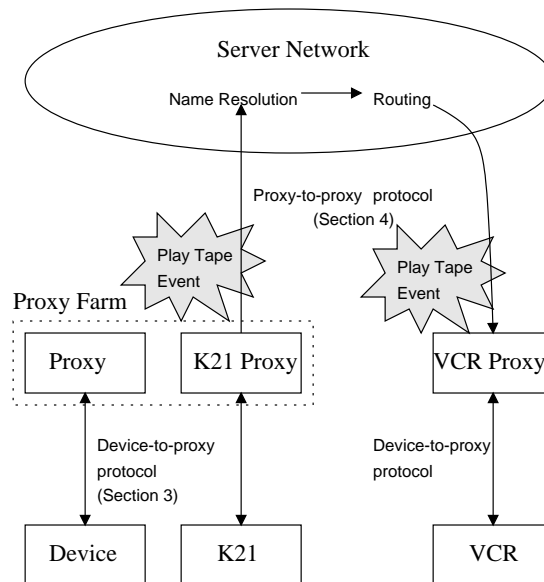 Server Network
Name Resolution
Routing
Proxy-to-proxy protocol
(Section 4)
Play Tape
Event
Play Tape
Event
Proxy Farm
Proxy
K21 Proxy
VCR Proxy
Device-to-proxy
protocol
(Section 3)
Device-to-proxy
protocol
Device
K21
VCR